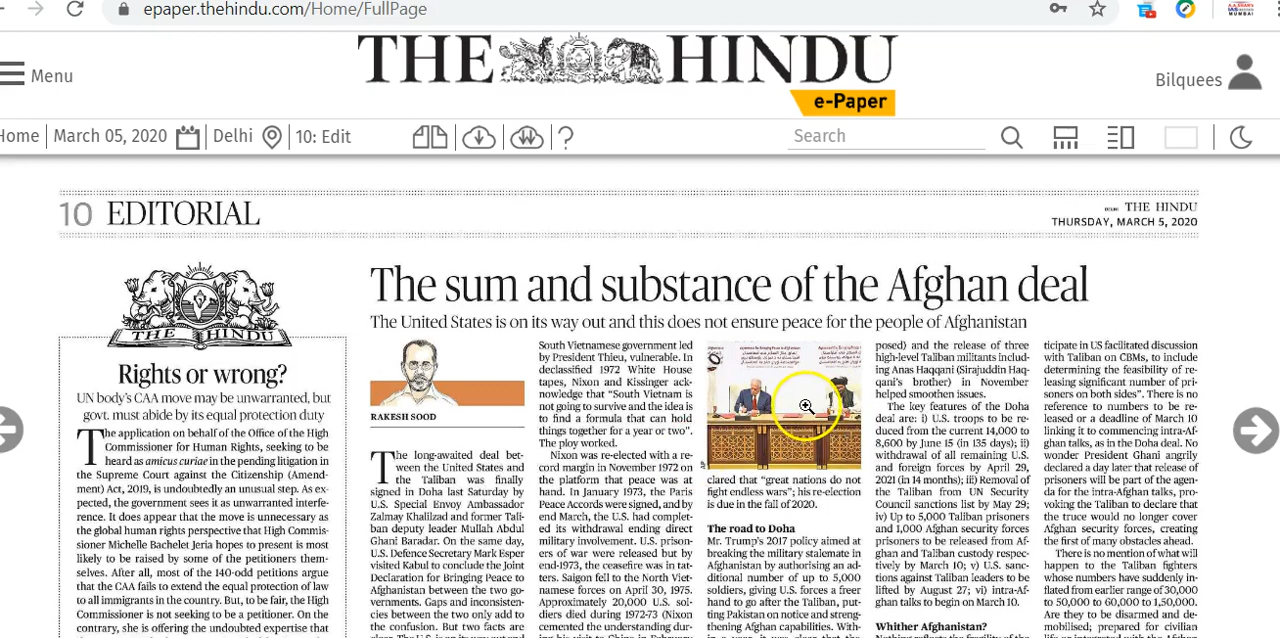 epaper.thehindu.com/Home/FullPage
THE HINDU
e-Paper
Menu
Bilquees
Home March 05, 2020 Delhi 10: Edit
?
Search
10 EDITORIAL
THE HINDU
THURSDAY, MARCH 5, 2020
THE HINDU
Rights or wrong?
UN body's CAA move may be unwarranted, but
govt. must abide by its equal protection duty
The application on behalf of the Office of the High
Commissioner for Human Rights, seeking to be
heard as amicus curiae in the pending litigation in
the Supreme Court against the Citizenship (Amend-
ment) Act, 2019, is undoubtedly an unusual step. As ex-
pected, the government sees it as unwarranted interfe-
rence. It does appear that the move is unnecessary as
the global human rights perspective that High Commis-
sioner Michelle Bachelet Jeria hopes to present is most
likely to be raised by some of the petitioners them-
selves. After all, most of the 140-odd petitions argue
that the CAA fails to extend the equal protection of law
to all immigrants in the country. But, to be fair, the High
Commissioner is not seeking to be a petitioner. On the
contrary, she is offering the undoubted expertise that
The sum and substance of the Afghan deal
The United States is on its way out and this does not ensure peace for the people of Afghanistan
RAKESH SOOD
The long-awaited deal bet-
ween the United States and
the Taliban was finally
signed in Doha last Saturday by
U.S. Special Envoy Ambassador
Zalmay Khalilzad and former Tali-
ban deputy leader Mullah Abdul
Ghani Baradar. On the same day,
U.S. Defence Secretary Mark Esper
visited Kabul to conclude the Joint
Declaration for Bringing Peace to
Afghanistan between the two go-
vernments. Gaps and inconsisten-
cies between the two only add to
the confusion. But two facts are
South Vietnamese government led
by President Thieu, vulnerable. In
declassified 1972 White House
tapes, Nixon and Kissinger ack-
nowledge that "South Vietnam is
not going to survive and the idea is
to find a formula that can hold
things together for a year or two".
The ploy worked.
Nixon was re-elected with a re-
cord margin in November 1972 on
the platform that peace was at
hand. In January 1973, the Paris
Peace Accords were signed, and by
end March, the U.S. had complet-
ed its withdrawal ending direct
military involvement. U.S. prison-
ers of war were released but by
end-1973, the ceasefire was in tat-
ters. Saigon fell to the North Viet-
namese forces on April 30, 1975.
Approximately 20,000 U.S. sol-
diers died during 1972-73 (Nixon
cemented the understanding dur-
ing his visit to China in February
AP
clared that "great nations do not
fight endless wars"; his re-election
is due in the fall of 2020.
The road to Doha
Mr. Trump's 2017 policy aimed at
breaking the military stalemate in
Afghanistan by authorising an ad-
ditional number of up to 5,000
soldiers, giving U.S. forces a freer
hand to go after the Taliban, put-
ting Pakistan on notice and streng-
thening Afghan capabilities. With-
in a year, it was clear that the
posed) and the release of three
high-level Taliban militants includ-
ing Anas Haqqani (Sirajuddin Haq-
qani's brother) in November
helped smoothen issues.
The key features of the Doha
deal are: i) U.S. troops to be re-
duced from the current 14,000 to
8,600 by June 15 (in 135 days); ii)
withdrawal of all remaining U.S.
and foreign forces by April 29,
2021 (in 14 months); iii) Removal of
the Taliban from UN Security
Council sanctions list by May 29;
iv) Up to 5,000 Taliban prisoners
and 1,000 Afghan security forces
prisoners to be released from Af-
ghan and Taliban custody respec-
tively by March 10; v) U.S. sanc-
tions against Taliban leaders to be
lifted by August 27; vi) intra-Af-
ghan talks to begin on March 10.
Whither Afghanistan?
Nothing reflects the fragility of the
ticipate in US facilitated discussion
with Taliban on CBMs, to include
determining the feasibility of re-
leasing significant number of pri-
soners on both sides". There is no
reference to numbers to be re-
leased or a deadline of March 10
linking it to commencing intra-Af-
ghan talks, as in the Doha deal. No
wonder President Ghani angrily
declared a day later that release of
prisoners will be part of the agen-
da for the intra-Afghan talks, pro-
voking the Taliban to declare that
the truce would no longer cover
Afghan security forces, creating
the first of many obstacles ahead.
There is no mention of what will
happen to the Taliban fighters
whose numbers have suddenly in-
flated from earlier range of 30,000
to 50,000 to 60,000 to 1,50,000.
Are they to be disarmed and de-
mobilised; prepared for civilian